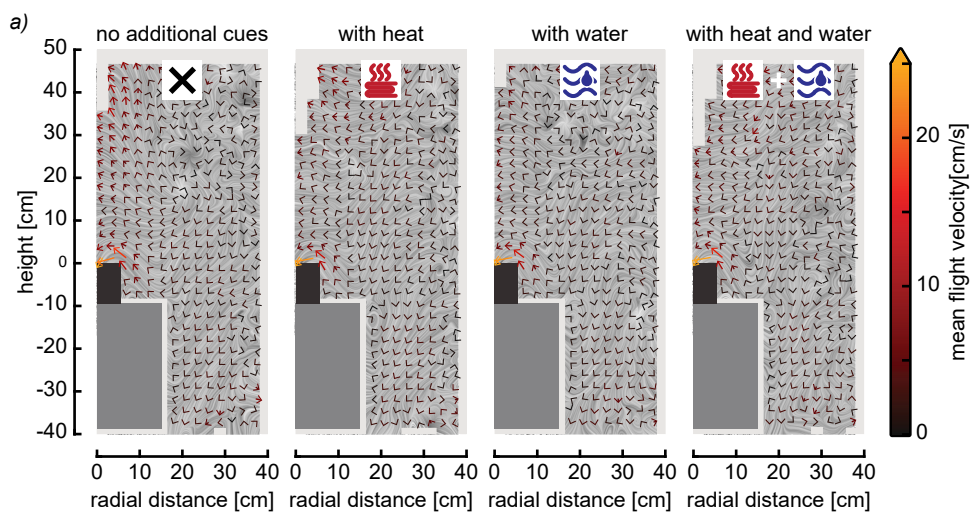 a)
no additional cues with heat with water with heat and water
50
40
30
20
10
0
-10
-20
-30
-40
height [cm]
0 10 20 30 40 0 10 20 30 40 0 10 20 30 40 0 10 20 30 40
radial distance [cm] radial distance [cm] radial distance [cm] radial distance [cm]
20
10
0
mean flight velocity[cm/s]